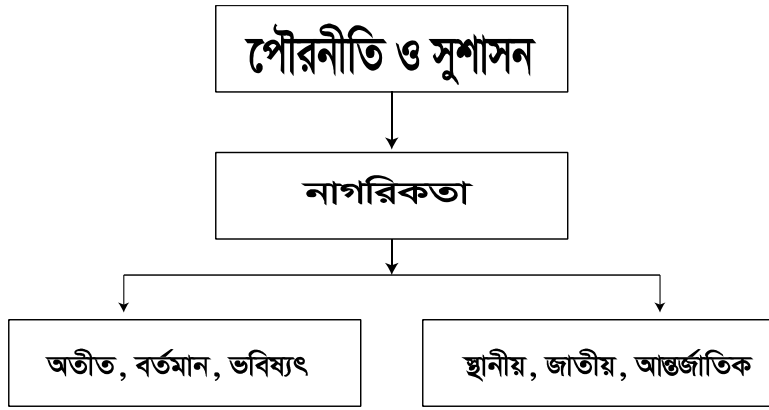 পৌরনীতি ও সুশাসন
নাগরিকতা
অতীত, বর্তমান, ভবিষ্যৎ
স্থানীয়, জাতীয়, আন্তর্জাতিক